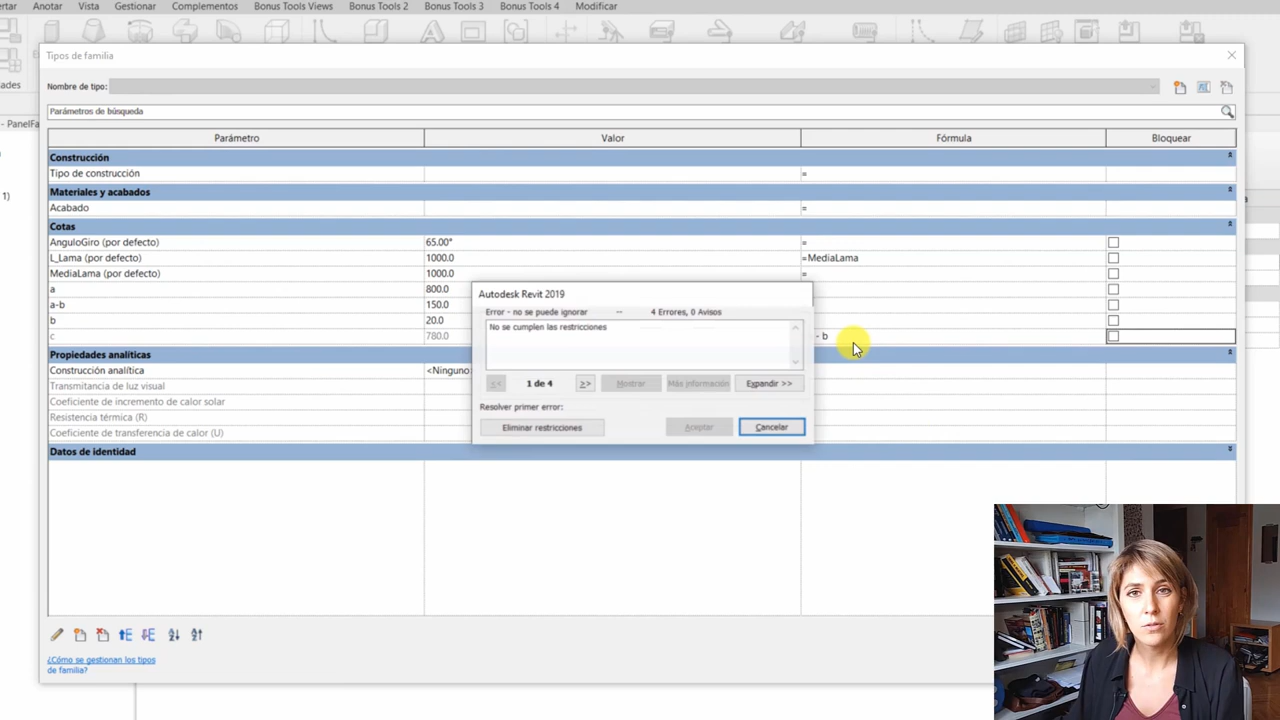 Anotar Vista Gestionar Complementos Bonus Tools Views Bonus Tools 2 Bonus Tools 3 Bonus Tools 4 Modificar
Tipos de familia
Nombre de tipo:
Parámetros de búsqueda
Parámetro Valor Fórmula Bloquear
Construcción
Tipo de construcción =
Materiales y acabados
Acabado =
Cotas
AnguloGiro (por defecto) 65.00° =
L_Lama (por defecto) 1000.0 =MediaLama
MediaLama (por defecto) 1000.0 =
a 800.0
a-b 150.0
b 20.0
c 780.0 - b
Propiedades analíticas
Construcción analítica <Ninguno>
Transmitancia de luz visual
Coeficiente de incremento de calor solar
Resistencia térmica (R)
Coeficiente de transferencia de calor (U)
Datos de identidad
Autodesk Revit 2019
Error - no se puede ignorar -- 4 Errores, 0 Avisos
No se cumplen las restricciones
<< 1 de 4 >> Mostrar Más información Expandir >>
Resolver primer error:
Eliminar restricciones Aceptar Cancelar
¿Cómo se gestionan los tipos
de familia?
1)